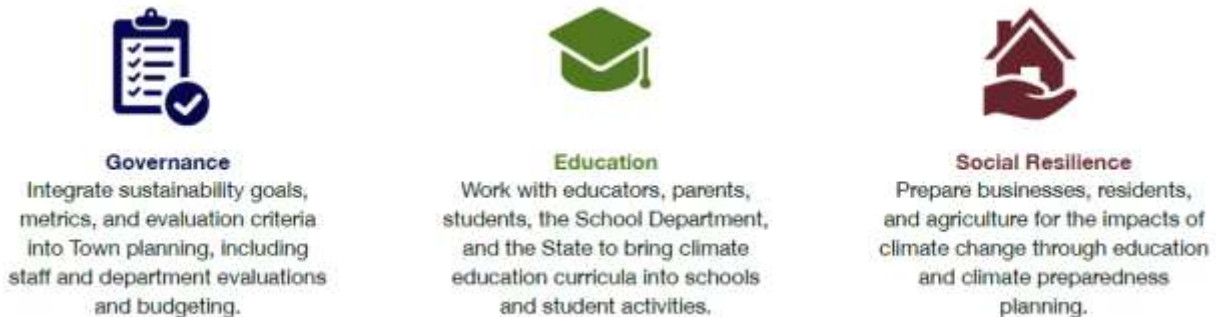 Governance
Integrate sustainability goals,
metrics, and evaluation criteria
into Town planning, including
staff and department evaluations
and budgeting.
Education
Work with educators, parents,
students, the School Department,
and the State to bring climate
education curricula into schools
and student activities.
Social Resilience
Prepare businesses, residents,
and agriculture for the impacts of
climate change through education
and climate preparedness
planning.